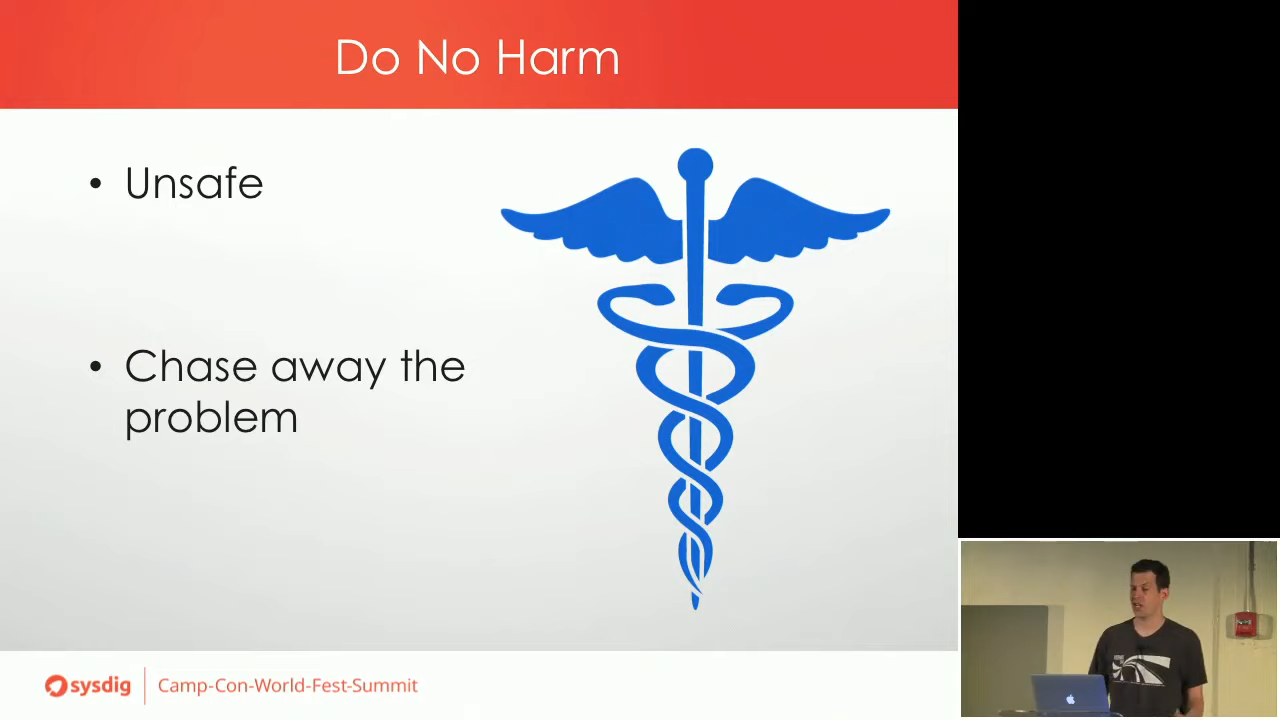 Do No Harm
• Unsafe
• Chase away the
problem
sysdig
Camp-Con-World-Fest-Summit